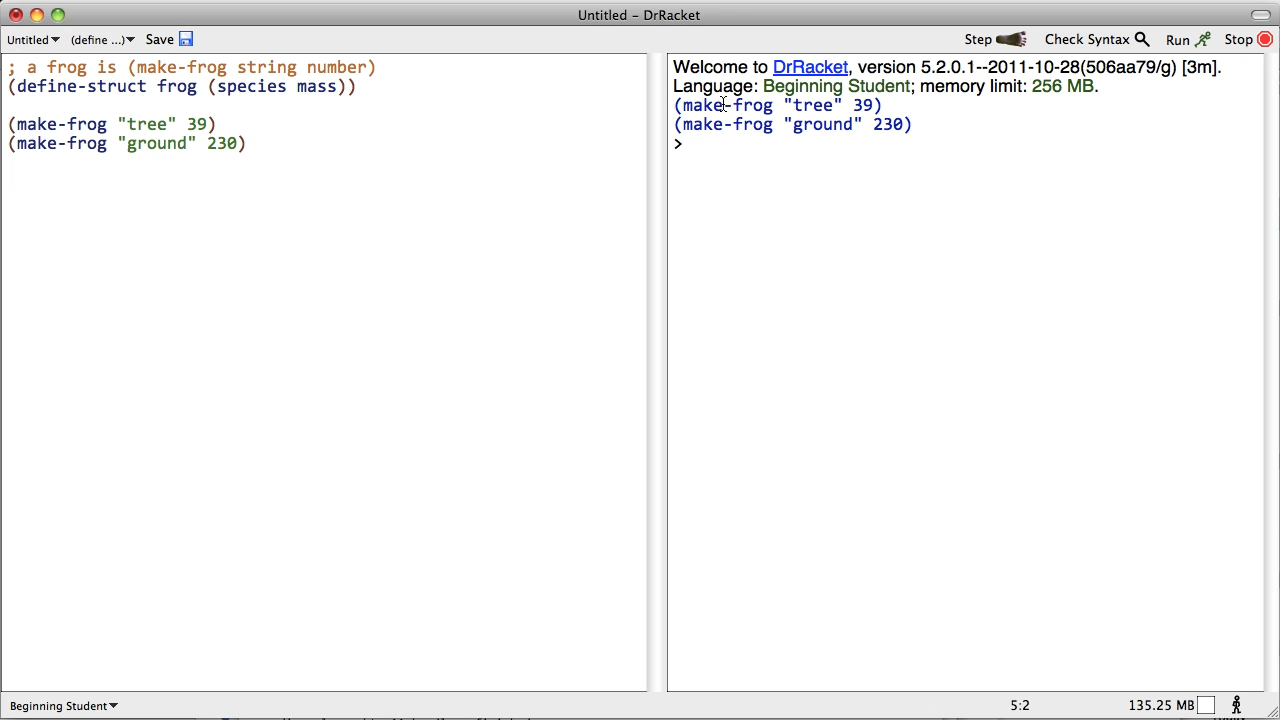 Untitled – DrRacket
Untitled (define ...) Save Step Check Syntax Run Stop
; a frog is (make-frog string number)
(define-struct frog (species mass))
(make-frog "tree" 39)
(make-frog "ground" 230)
Welcome to DrRacket, version 5.2.0.1--2011-10-28(506aa79/g) [3m].
Language: Beginning Student; memory limit: 256 MB.
(make-frog "tree" 39)
(make-frog "ground" 230)
>
Beginning Student 5:2 135.25 MB